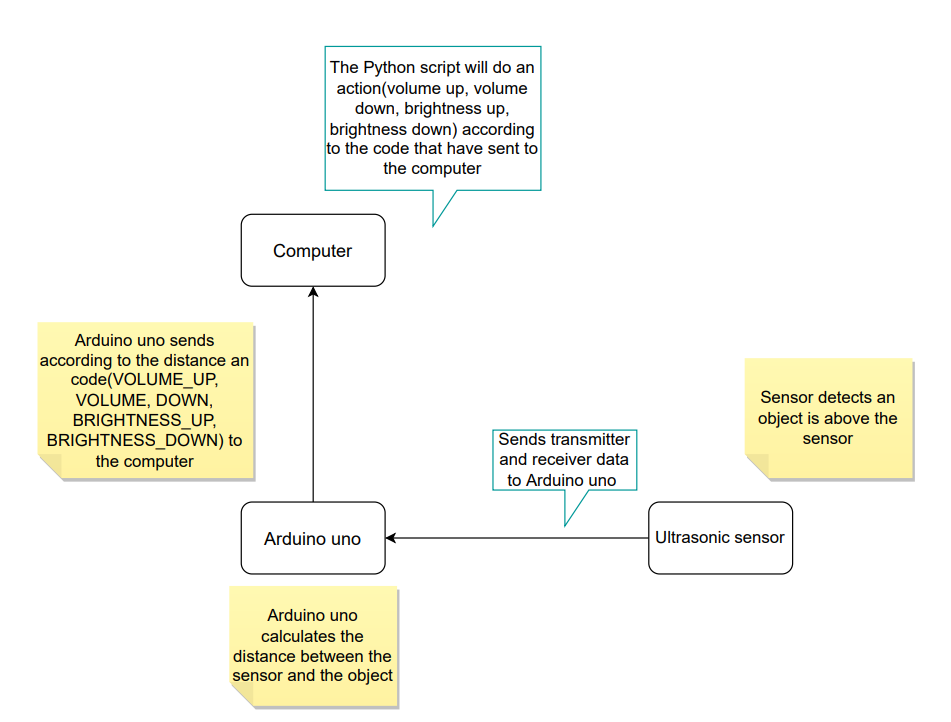 The Python script will do an
action(volume up, volume
down, brightness up,
brightness down) according
to the code that have sent to
the computer
Computer
Arduino uno sends
according to the distance an
code(VOLUME_UP,
VOLUME, DOWN,
BRIGHTNESS_UP,
BRIGHTNESS_DOWN) to
the computer
Sensor detects an
object is above the
sensor
Sends transmitter
and receiver data
to Arduino uno
Arduino uno
Ultrasonic sensor
Arduino uno
calculates the
distance between the
sensor and the object